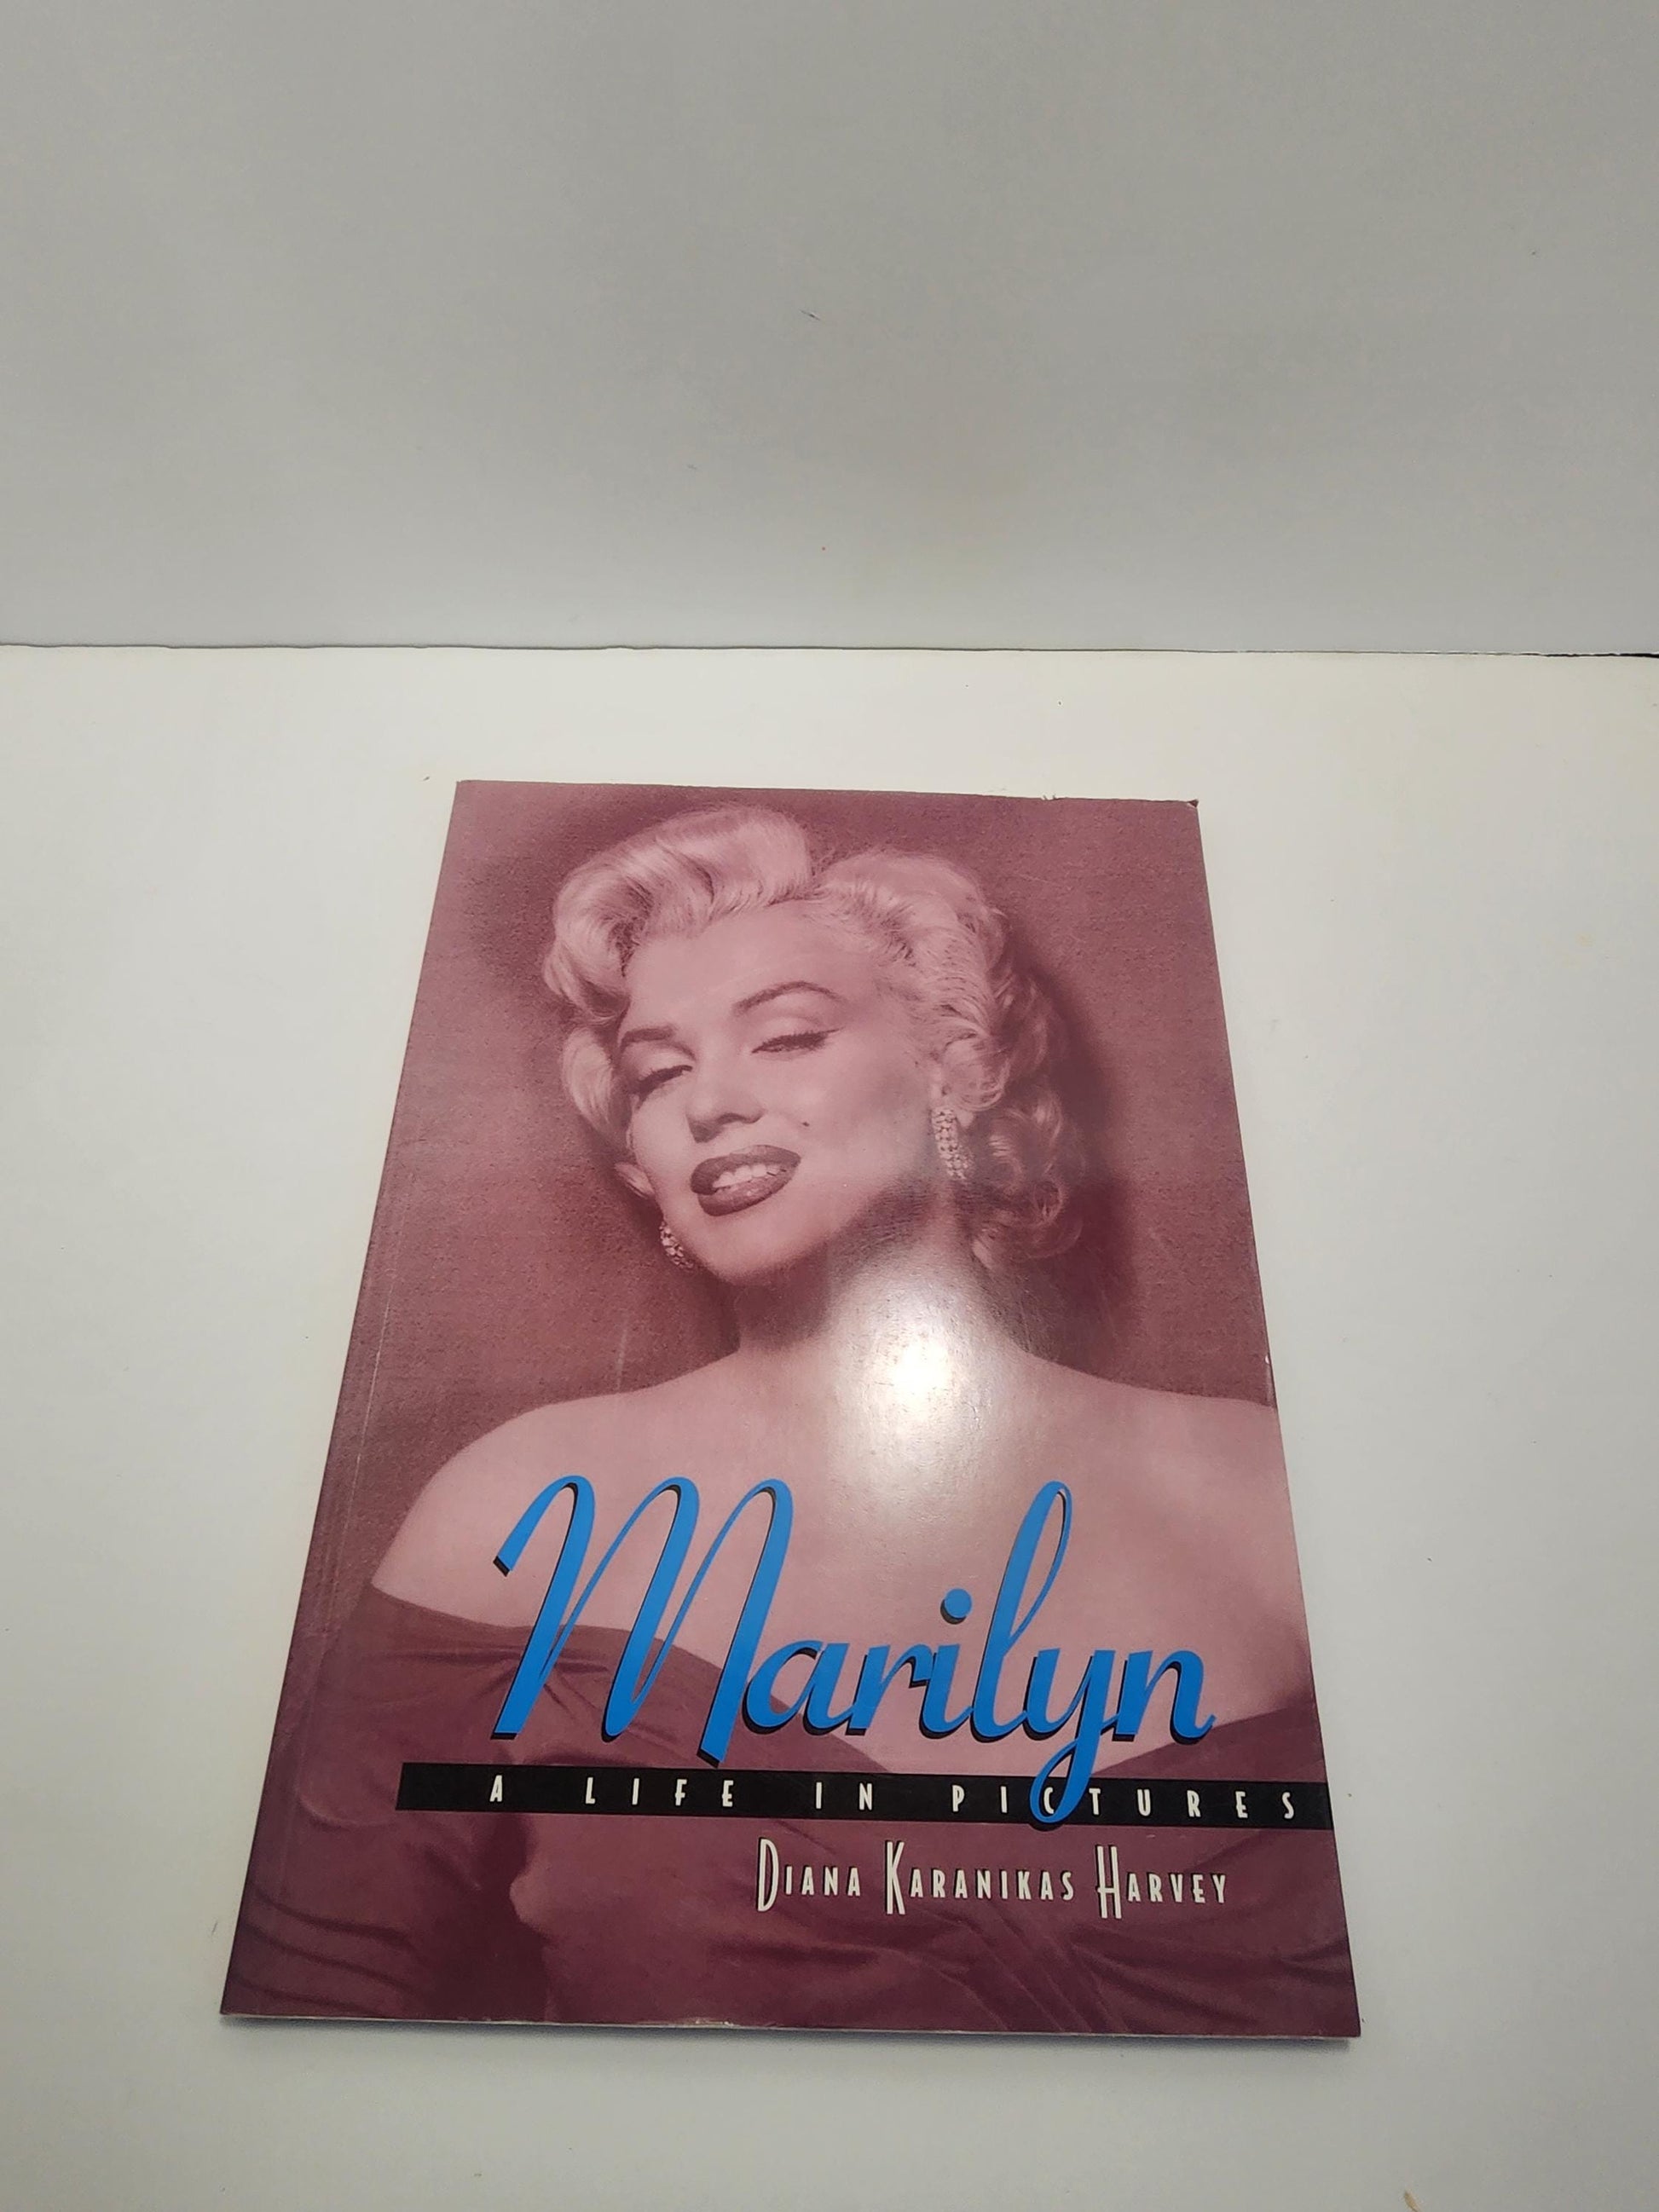 Marilyn
A LIFE IN PICTURES
DIANA KARANIKAS HARVEY